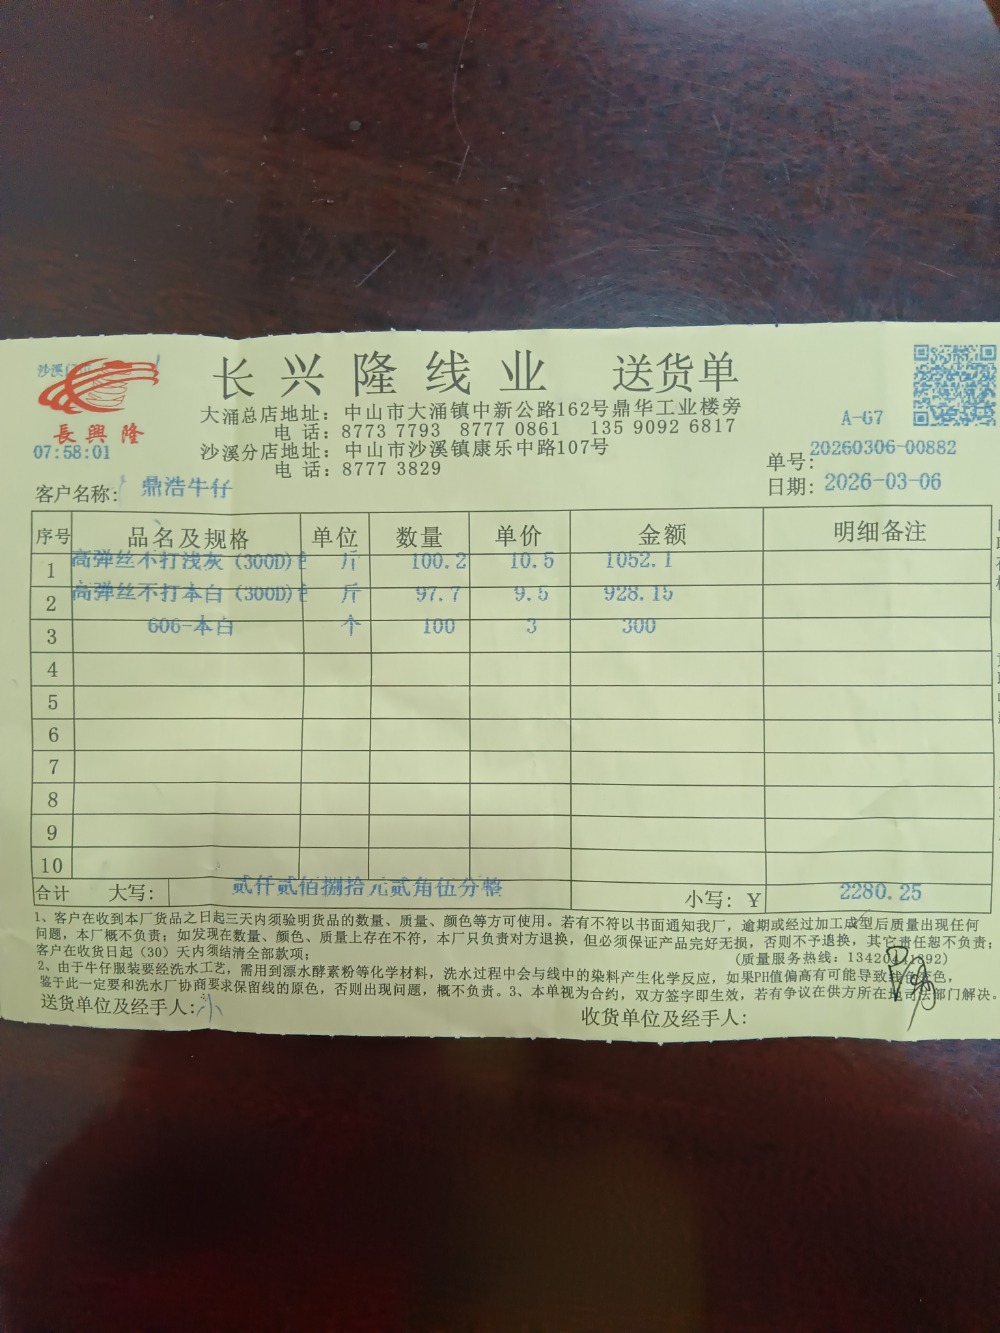 长兴隆线业 送货单
長興隆
07:58:01
大涌总店地址：中山市大涌镇中新公路162号鼎华工业楼旁
电 话：8773 7793 8777 0861 135 9092 6817
沙溪分店地址：中山市沙溪镇康乐中路107号
电 话：8777 3829
A-G7
单号：20260306-00882
日期：2026-03-06
客户名称：鼎浩牛仔
序号 品名及规格 单位 数量 单价 金额 明细备注
1 高弹丝不打浅灰（300D) 斤 100.2 10.5 1052.1
2 高弹丝不打本白（300D) 斤 97.7 9.5 928.15
3 606-本白 个 100 3 300
4
5
6
7
8
9
10
合计 大写： 贰仟贰佰捌拾元贰角伍分整 小写：Y 2280.25
1、客户在收到本厂货品之日起三天内须验明货品的数量、质量、颜色等方可使用。若有不符以书面通知我厂，逾期或经过加工成型后质量出现任何
问题，本厂概不负责；如发现在数量、颜色、质量上存在不符，本厂只负责对方退换，但必须保证产品完好无损，否则不予退换，其它责任恕不负责；
客户在收货日起（30）天内须结清全部款项； (质量服务热线：134204 1892)
2、由于牛仔服装要经洗水工艺，需用到漂水酵素粉等化学材料，洗水过程中会与线中的染料产生化学反应，如果PH值偏高有可能导致线色变色，
鉴于此一定要和洗水厂协商要求保留线的原色，否则出现问题，概不负责。3、本单视为合约，双方签字即生效，若有争议在供方所在地司法部门解决。
送货单位及经手人：小
收货单位及经手人：